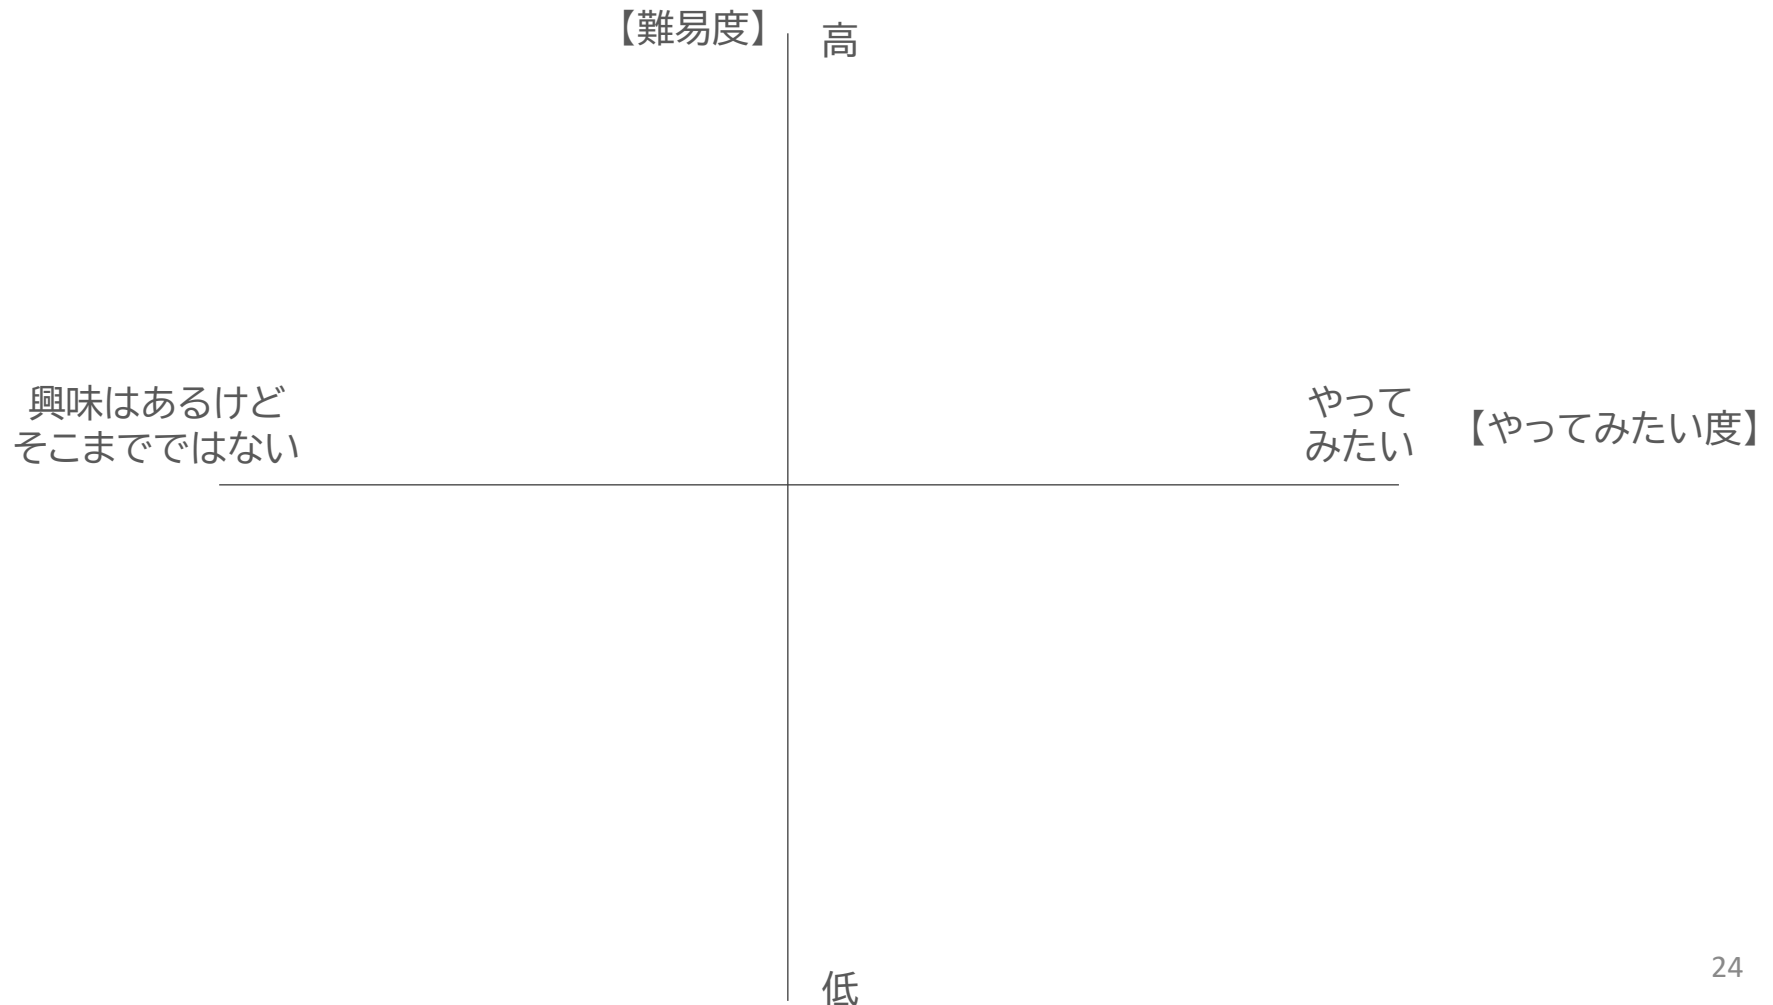 【難易度】 高
興味はあるけど
そこまでではない
やって
みたい
【やってみたい度】
低
24